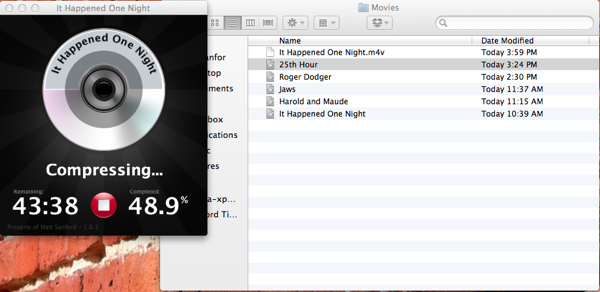 It Happened One Night
It Happened One Night
Compressing...
Remaining:
43:38
Completed:
48.9%
Property of Matt Sanford - 1.0.1
Movies
Name
Date Modified
It Happened One Night.m4v
Today 3:59 PM
25th Hour
Today 3:24 PM
Roger Dodger
Today 2:30 PM
Jaws
Today 11:37 AM
Harold and Maude
Today 11:15 AM
It Happened One Night
Today 10:39 AM
anfor
top
ments
box
cations
c
res
a-xp...
ord Ti...